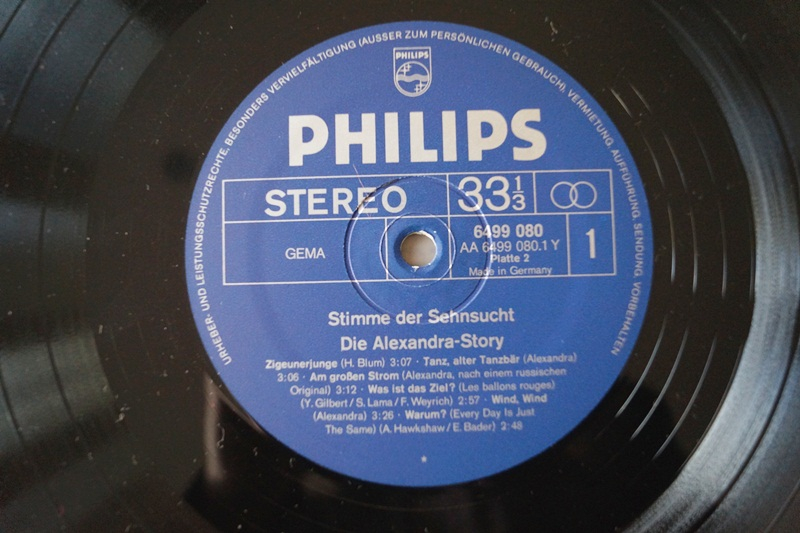 URHEBER- UND LEISTUNGSSCHUTZRECHTE, BESONDERS VERVIELFÄLTIGUNG (AUSSER ZUM PERSÖNLICHEN GEBRAUCH), VERMIETUNG, AUFFÜHRUNG, SENDUNG, VORBEHALTEN
PHILIPS
PHILIPS
STEREO 33 1/3
GEMA
6499 080
AA 6499 080.1 Y
Platte 2
Made in Germany
1
Stimme der Sehnsucht
Die Alexandra-Story
Zigeunerjunge (H. Blum) 3:07 · Tanz, alter Tanzbär (Alexandra)
3:06 · Am großen Strom (Alexandra, nach einem russischen
Original) 3:12 · Was ist das Ziel? (Les ballons rouges)
(Y. Gilbert/S. Lama/F. Weyrich) 2:57 · Wind, Wind
(Alexandra) 3:26 · Warum? (Every Day Is Just
The Same) (A. Hawkshaw/E. Bader) 2:48